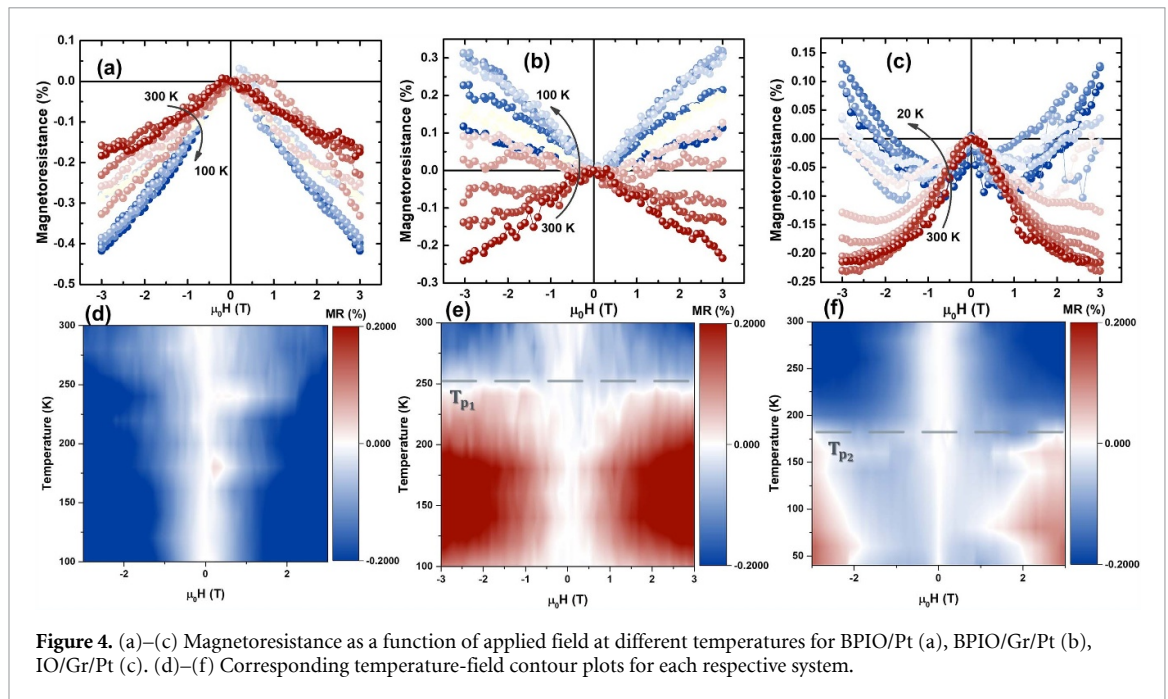 (a)
Magnetoresistance (%)
0.1
0.0
-0.1
-0.2
-0.3
-0.4
-0.5
300 K
100 K
-3 -2 -1 0 1 2 3
μ₀H (T)
(b)
Magnetoresistance (%)
0.3
0.2
0.1
0.0
-0.1
-0.2
-0.3
100 K
300 K
-3 -2 -1 0 1 2 3
μ₀H (T)
(c)
Magnetoresistance (%)
0.15
0.10
0.05
0.00
-0.05
-0.10
-0.15
-0.20
-0.25
20 K
300 K
-3 -2 -1 0 1 2 3
μ₀H (T)
(d)
MR (%)
0.2000
0.000
-0.2000
Temperature (K)
300
250
200
150
100
-2 0 2
μ₀H (T)
(e)
MR (%)
0.2000
0.000
-0.2000
Temperature (K)
300
250
200
150
100
Tp₁
-3 -2 -1 0 1 2 3
μ₀H (T)
(f)
MR (%)
0.2000
0.000
-0.2000
Temperature (K)
300
250
200
150
100
50
Tp₂
-2 0 2
μ₀H (T)
Figure 4. (a)–(c) Magnetoresistance as a function of applied field at different temperatures for BPIO/Pt (a), BPIO/Gr/Pt (b),
IO/Gr/Pt (c). (d)–(f) Corresponding temperature-field contour plots for each respective system.